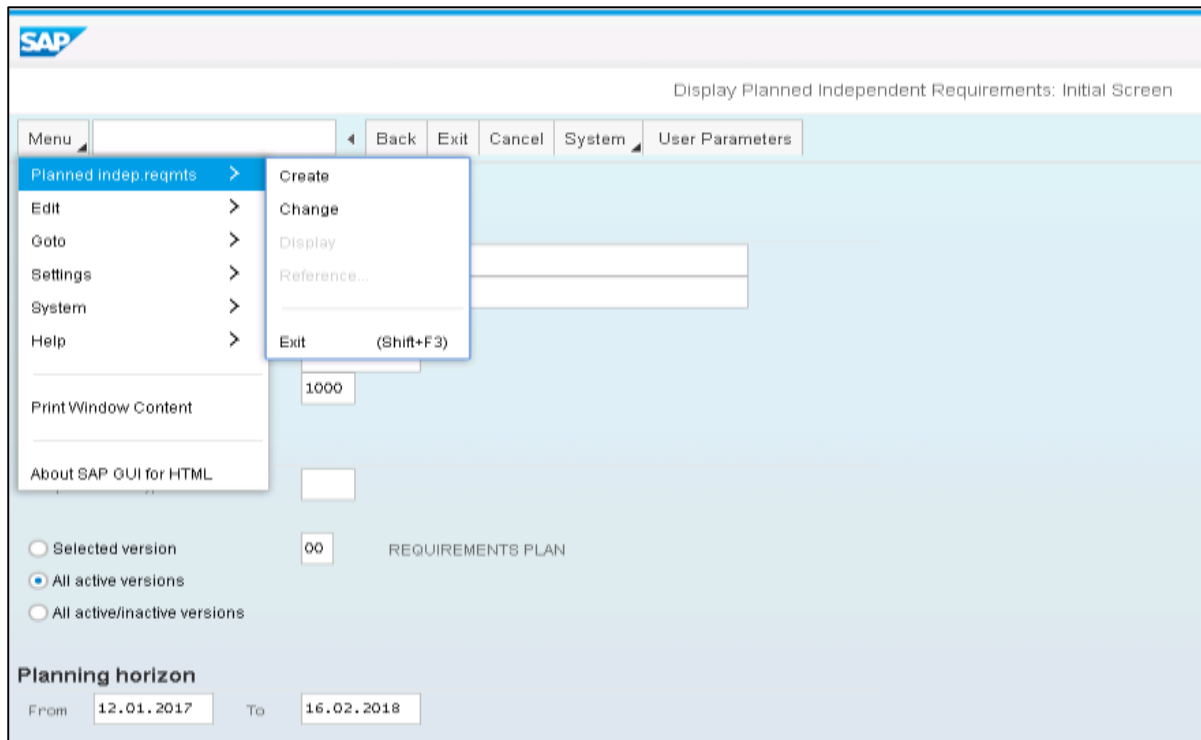 SAP
Display Planned Independent Requirements: Initial Screen
Menu Back Exit Cancel System User Parameters
Planned indep.reqmts > Create
Edit > Change
Goto > Display
Settings > Reference...
System >
Help > Exit (Shift+F3)
1000
Print Window Content
About SAP GUI for HTML
Selected version 00 REQUIREMENTS PLAN
All active versions
All active/inactive versions
Planning horizon
From 12.01.2017 To 16.02.2018